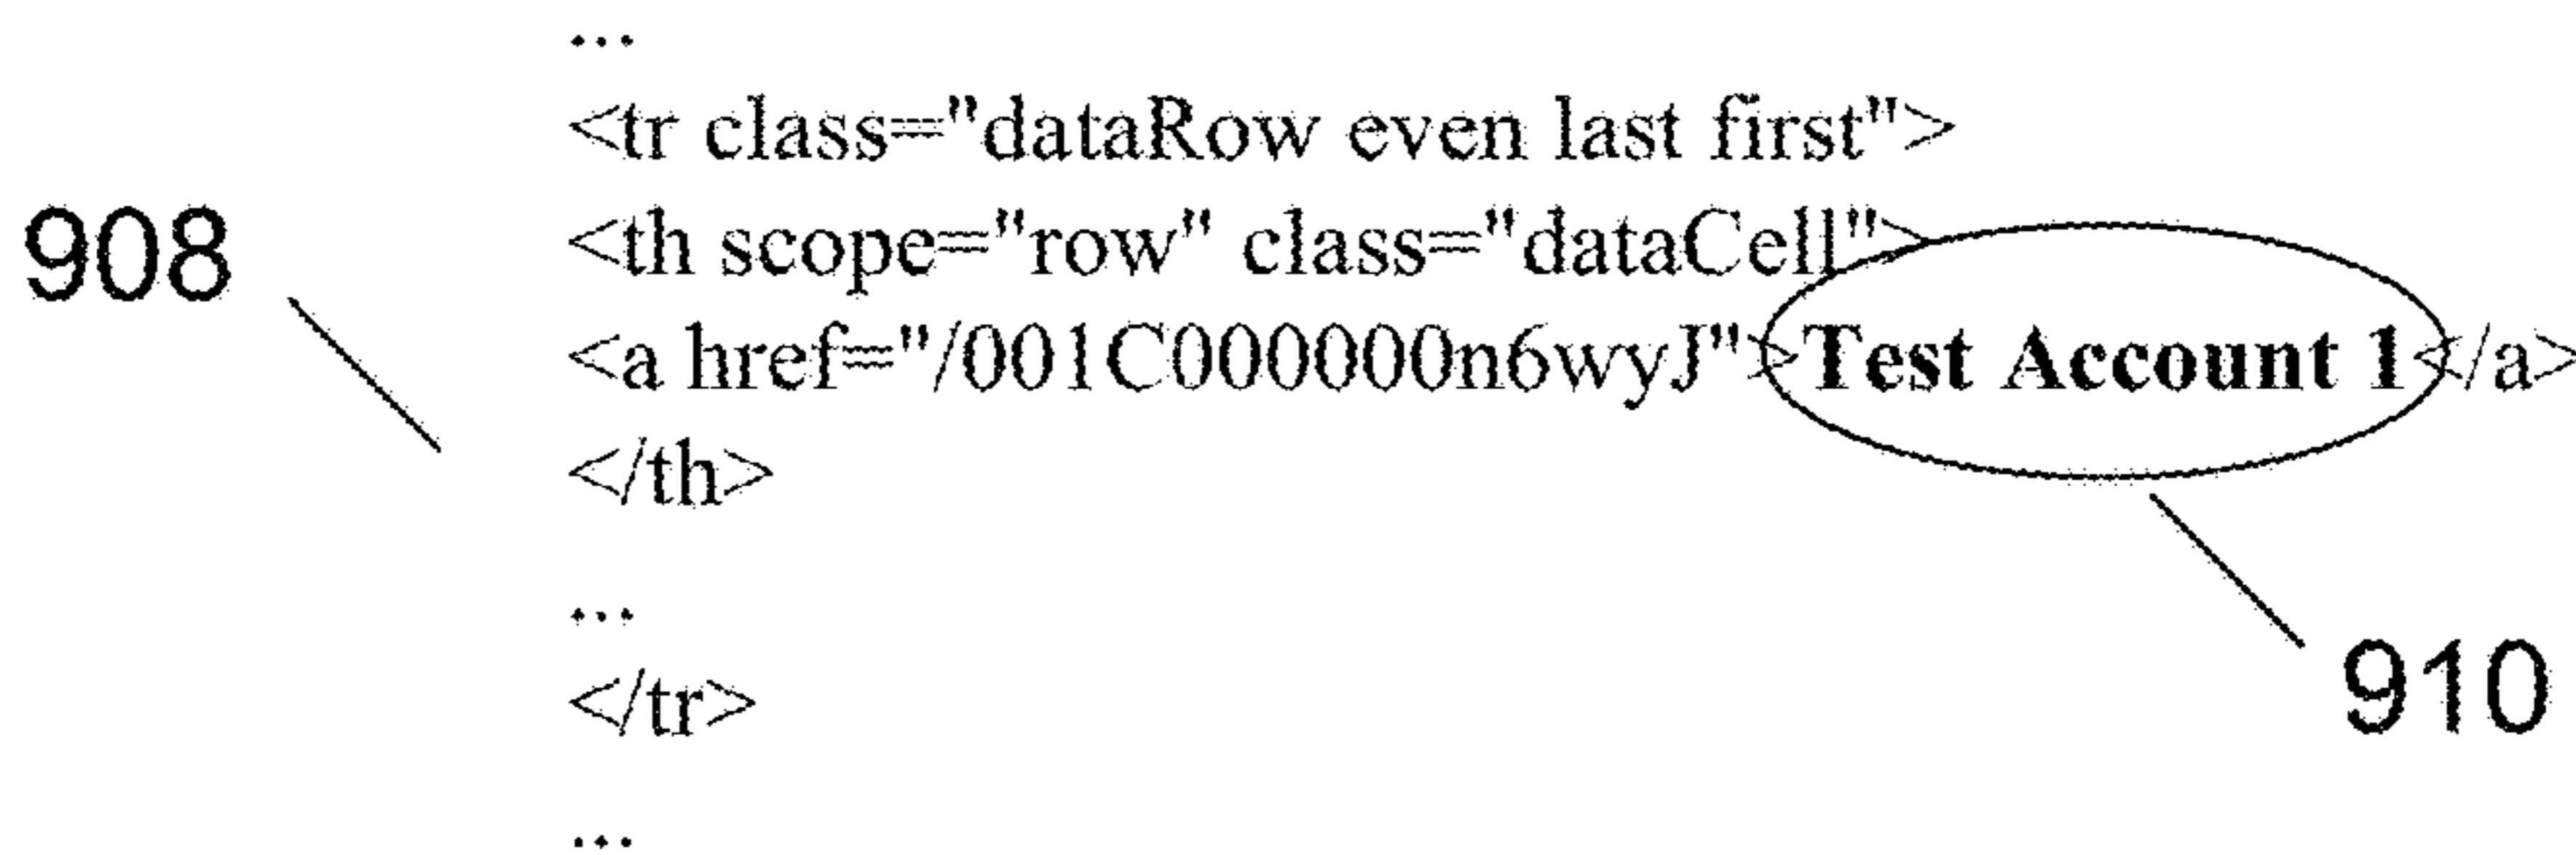 ...
<tr class="dataRow even last first">
908
<th scope="row" class="dataCell">
<a href="/001C000000n6wyJ">Test Account 1</a>
</th>
...
</tr>
910
...